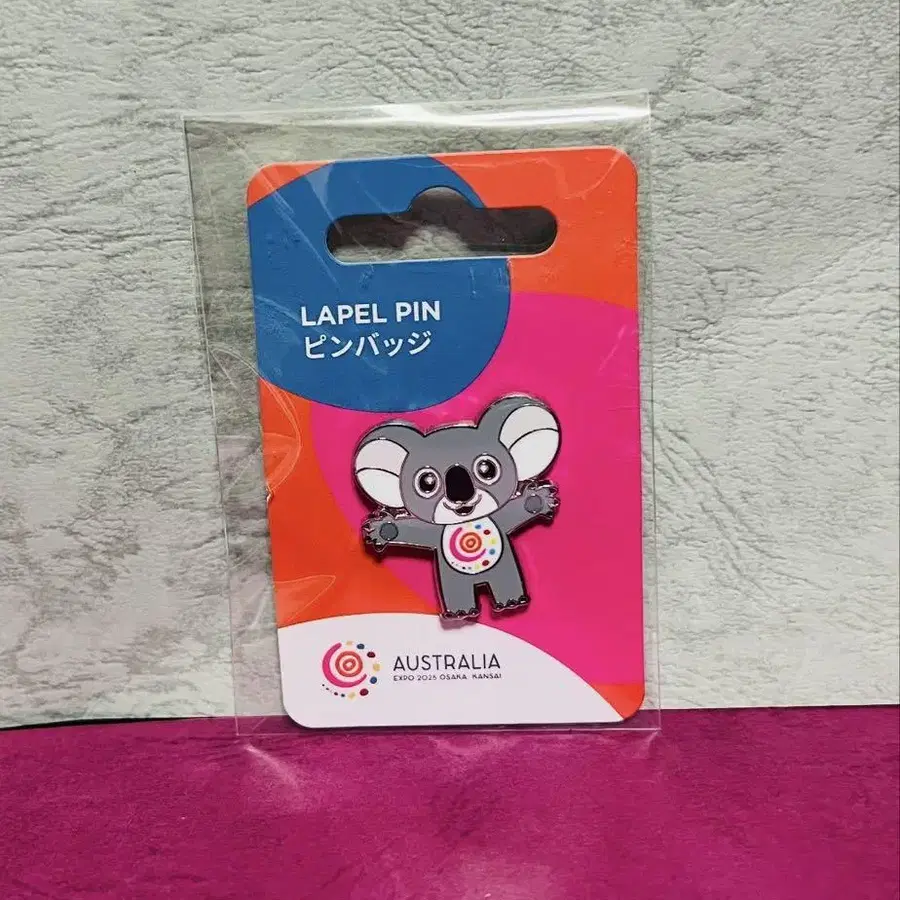 LAPEL PIN
ピンバッジ
AUSTRALIA
EXPO 2025 OSAKA KANSAI